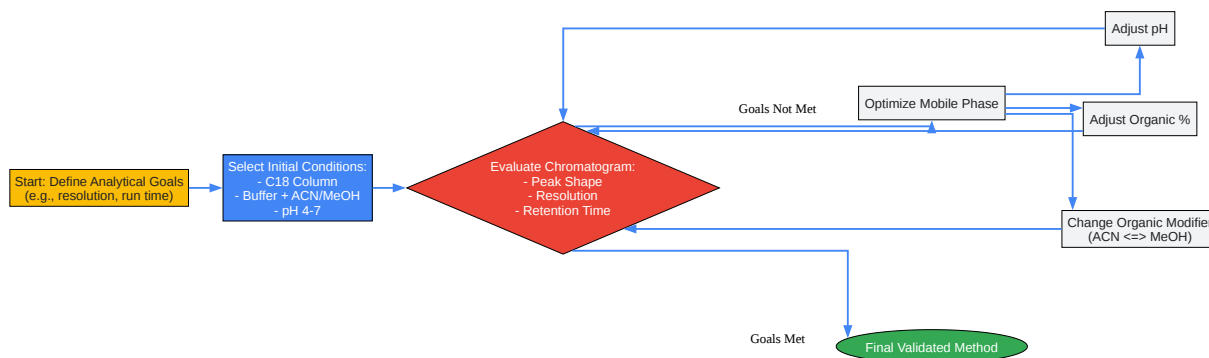 Start: Define Analytical Goals
(e.g., resolution, run time)
Select Initial Conditions:
- C18 Column
- Buffer + ACN/MeOH
- pH 4-7
Evaluate Chromatogram:
- Peak Shape
- Resolution
- Retention Time
Goals Not Met
Optimize Mobile Phase
Adjust pH
Adjust Organic %
Change Organic Modifier
(ACN <=> MeOH)
Goals Met
Final Validated Method